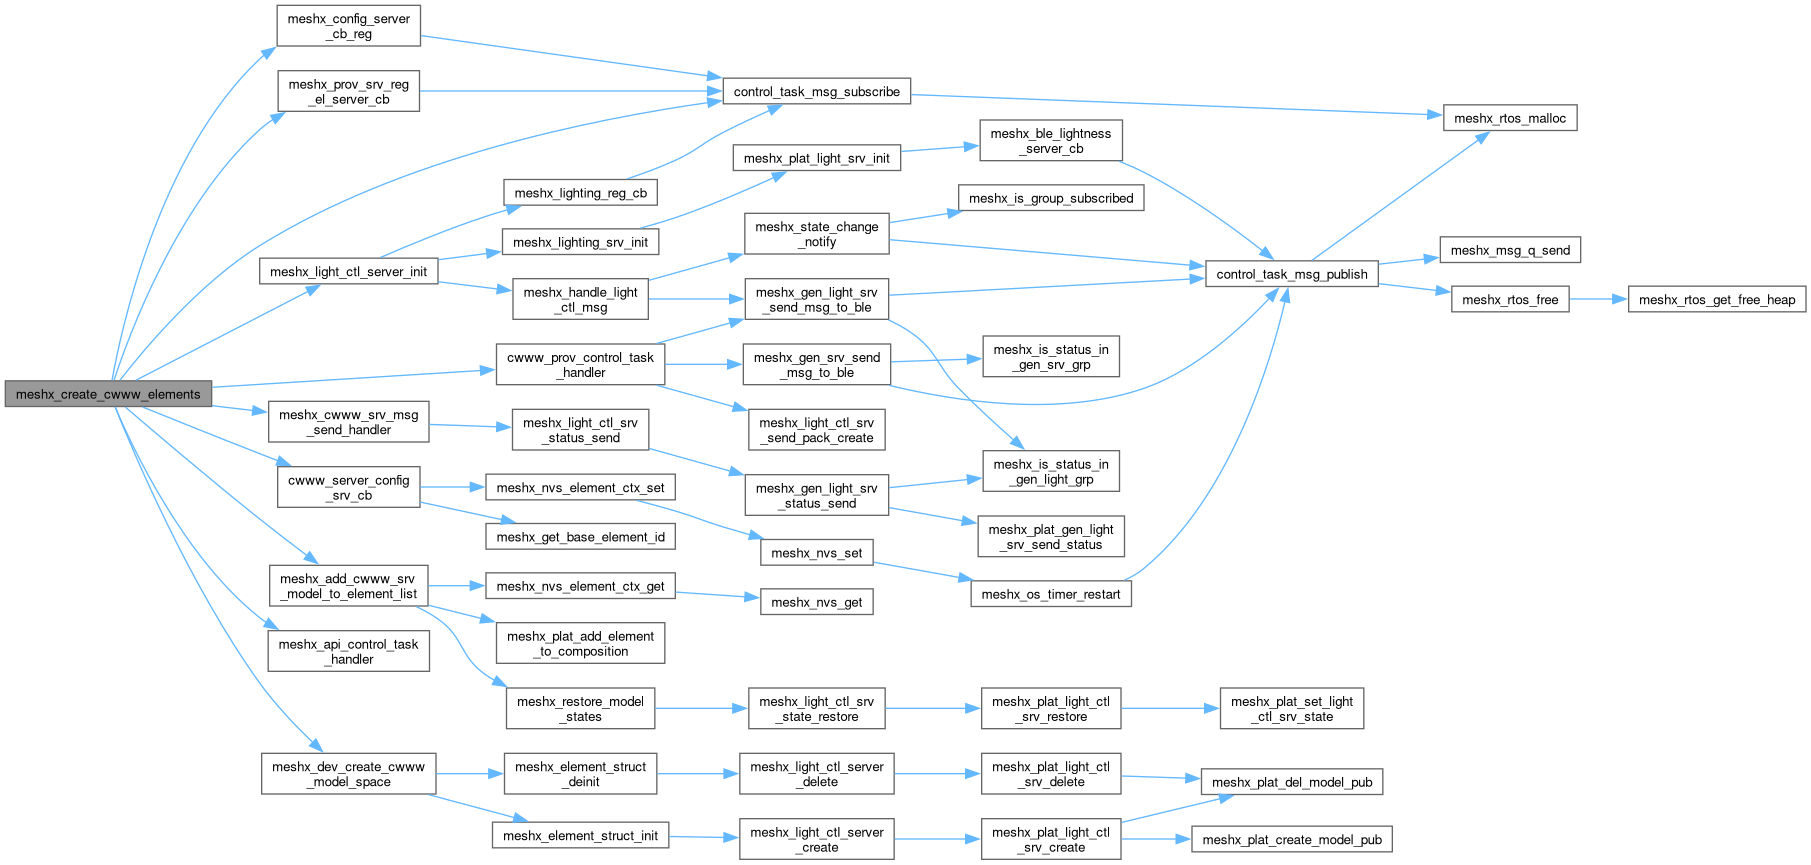 meshx_create_cwww_elements
meshx_config_server
_cb_reg
meshx_prov_srv_reg
_el_server_cb
meshx_light_ctl_server_init
meshx_cwww_srv_msg
_send_handler
cwww_server_config
_srv_cb
meshx_add_cwww_srv
_model_to_element_list
meshx_api_control_task
_handler
meshx_dev_create_cwww
_model_space
meshx_lighting_reg_cb
meshx_lighting_srv_init
meshx_handle_light
_ctl_msg
cwww_prov_control_task
_handler
meshx_light_ctl_srv
_status_send
meshx_nvs_element_ctx_set
meshx_get_base_element_id
meshx_nvs_element_ctx_get
meshx_plat_add_element
_to_composition
meshx_restore_model
_states
meshx_element_struct
_deinit
meshx_element_struct_init
control_task_msg_subscribe
meshx_plat_light_srv_init
meshx_state_change
_notify
meshx_gen_light_srv
_send_msg_to_ble
meshx_gen_srv_send
_msg_to_ble
meshx_light_ctl_srv
_send_pack_create
meshx_gen_light_srv
_status_send
meshx_nvs_set
meshx_nvs_get
meshx_light_ctl_srv
_state_restore
meshx_light_ctl_server
_delete
meshx_light_ctl_server
_create
meshx_ble_lightness
_server_cb
meshx_is_group_subscribed
meshx_is_status_in
_gen_srv_grp
meshx_is_status_in
_gen_light_grp
meshx_plat_gen_light
_srv_send_status
meshx_os_timer_restart
meshx_plat_light_ctl
_srv_restore
meshx_plat_light_ctl
_srv_delete
meshx_plat_light_ctl
_srv_create
control_task_msg_publish
meshx_plat_set_light
_ctl_srv_state
meshx_plat_del_model_pub
meshx_plat_create_model_pub
meshx_rtos_malloc
meshx_msg_q_send
meshx_rtos_free
meshx_rtos_get_free_heap